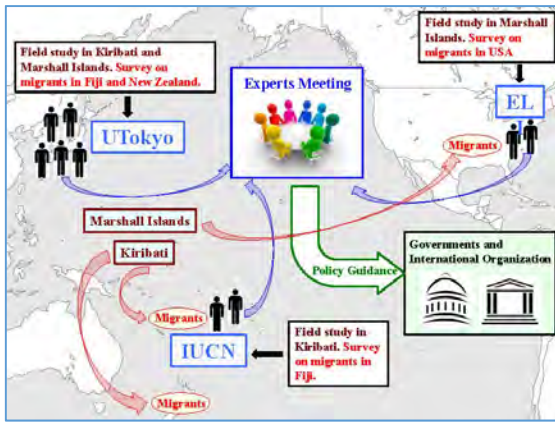 Field study in Kiribati and
Marshall Islands. Survey on
migrants in Fiji and New Zealand.
Field study in Marshall
Islands. Survey on
migrants in USA
Experts Meeting
EL
UTokyo
Migrants
Marshall Islands
Kiribati
Governments and
International Organization
Policy Guidance
Migrants
IUCN
Field study in
Kiribati. Survey
on migrants in
Fiji.
Migrants